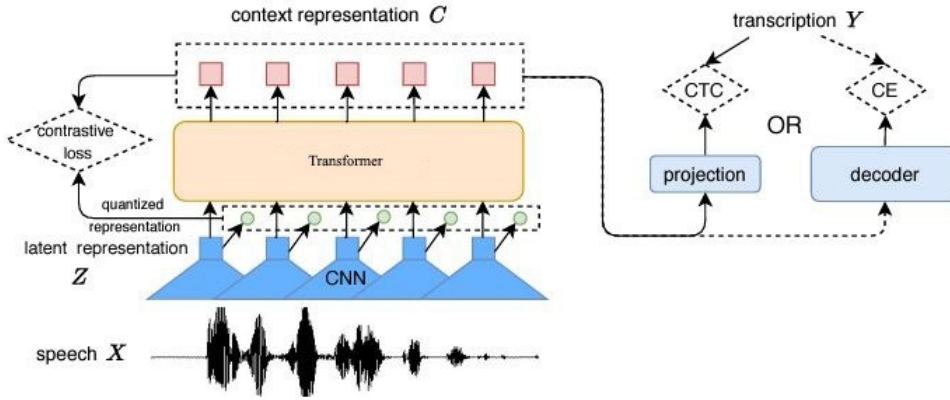 context representation C
transcription Y
CTC
CE
contrastive
loss
OR
Transformer
projection
decoder
quantized
representation
latent representation
Z
CNN
speech X